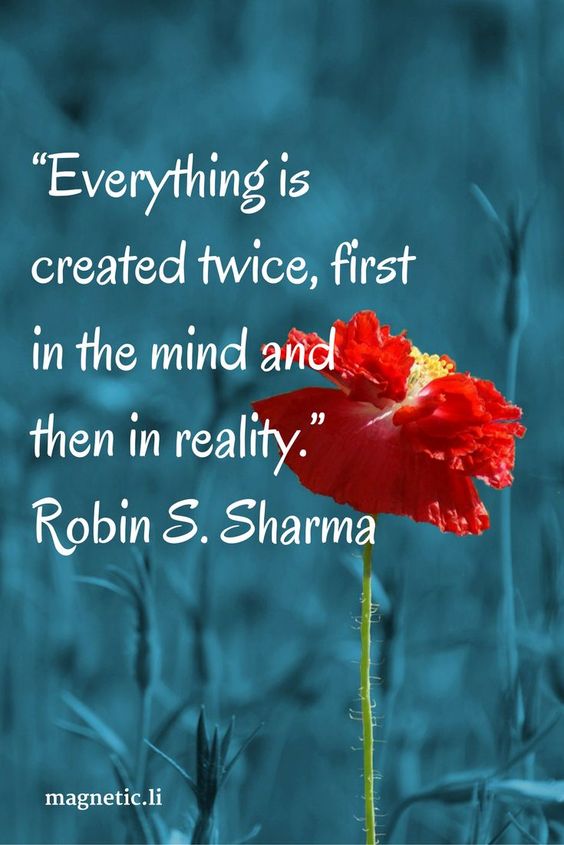 “Everything is
created twice, first
in the mind and
then in reality.”
Robin S. Sharma
magnetic.li